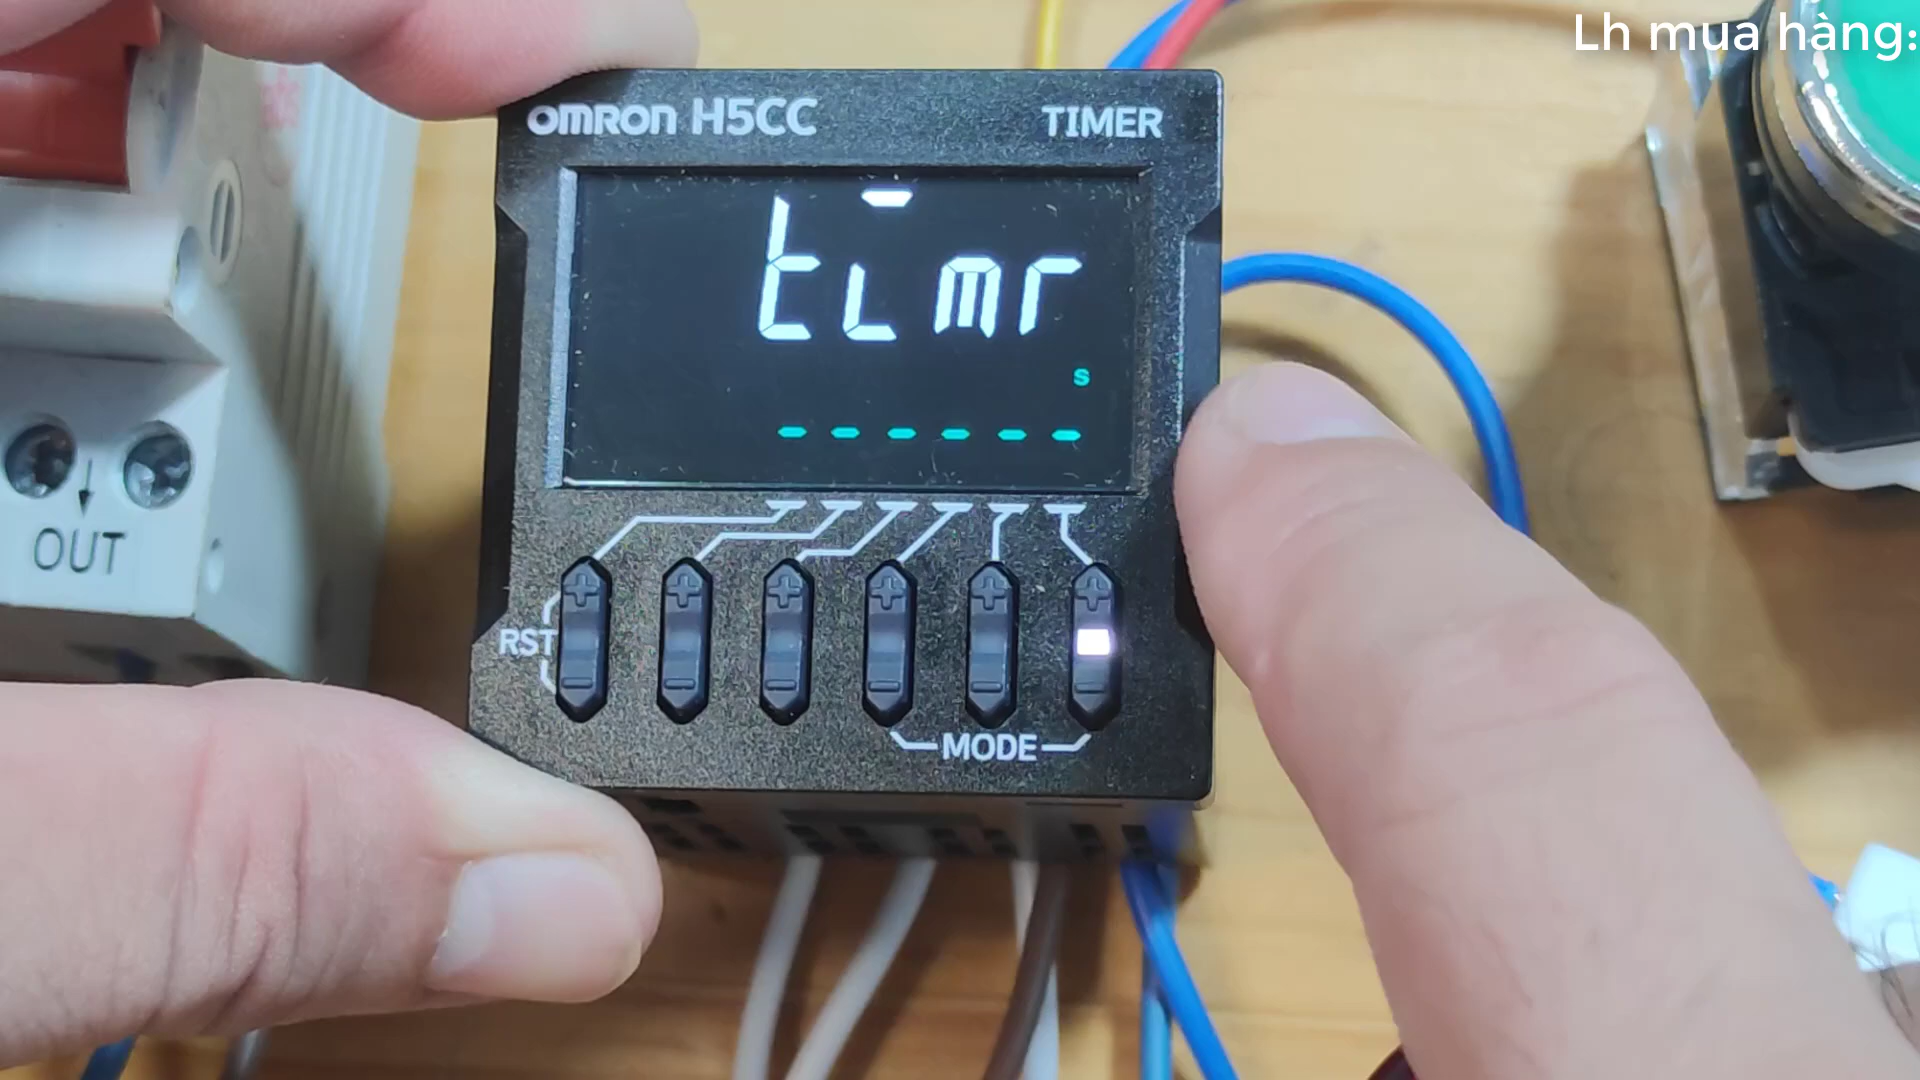 Lh mua hàng:
OMRON H5CC TIMER
timr
s
------
OUT
RST
MODE